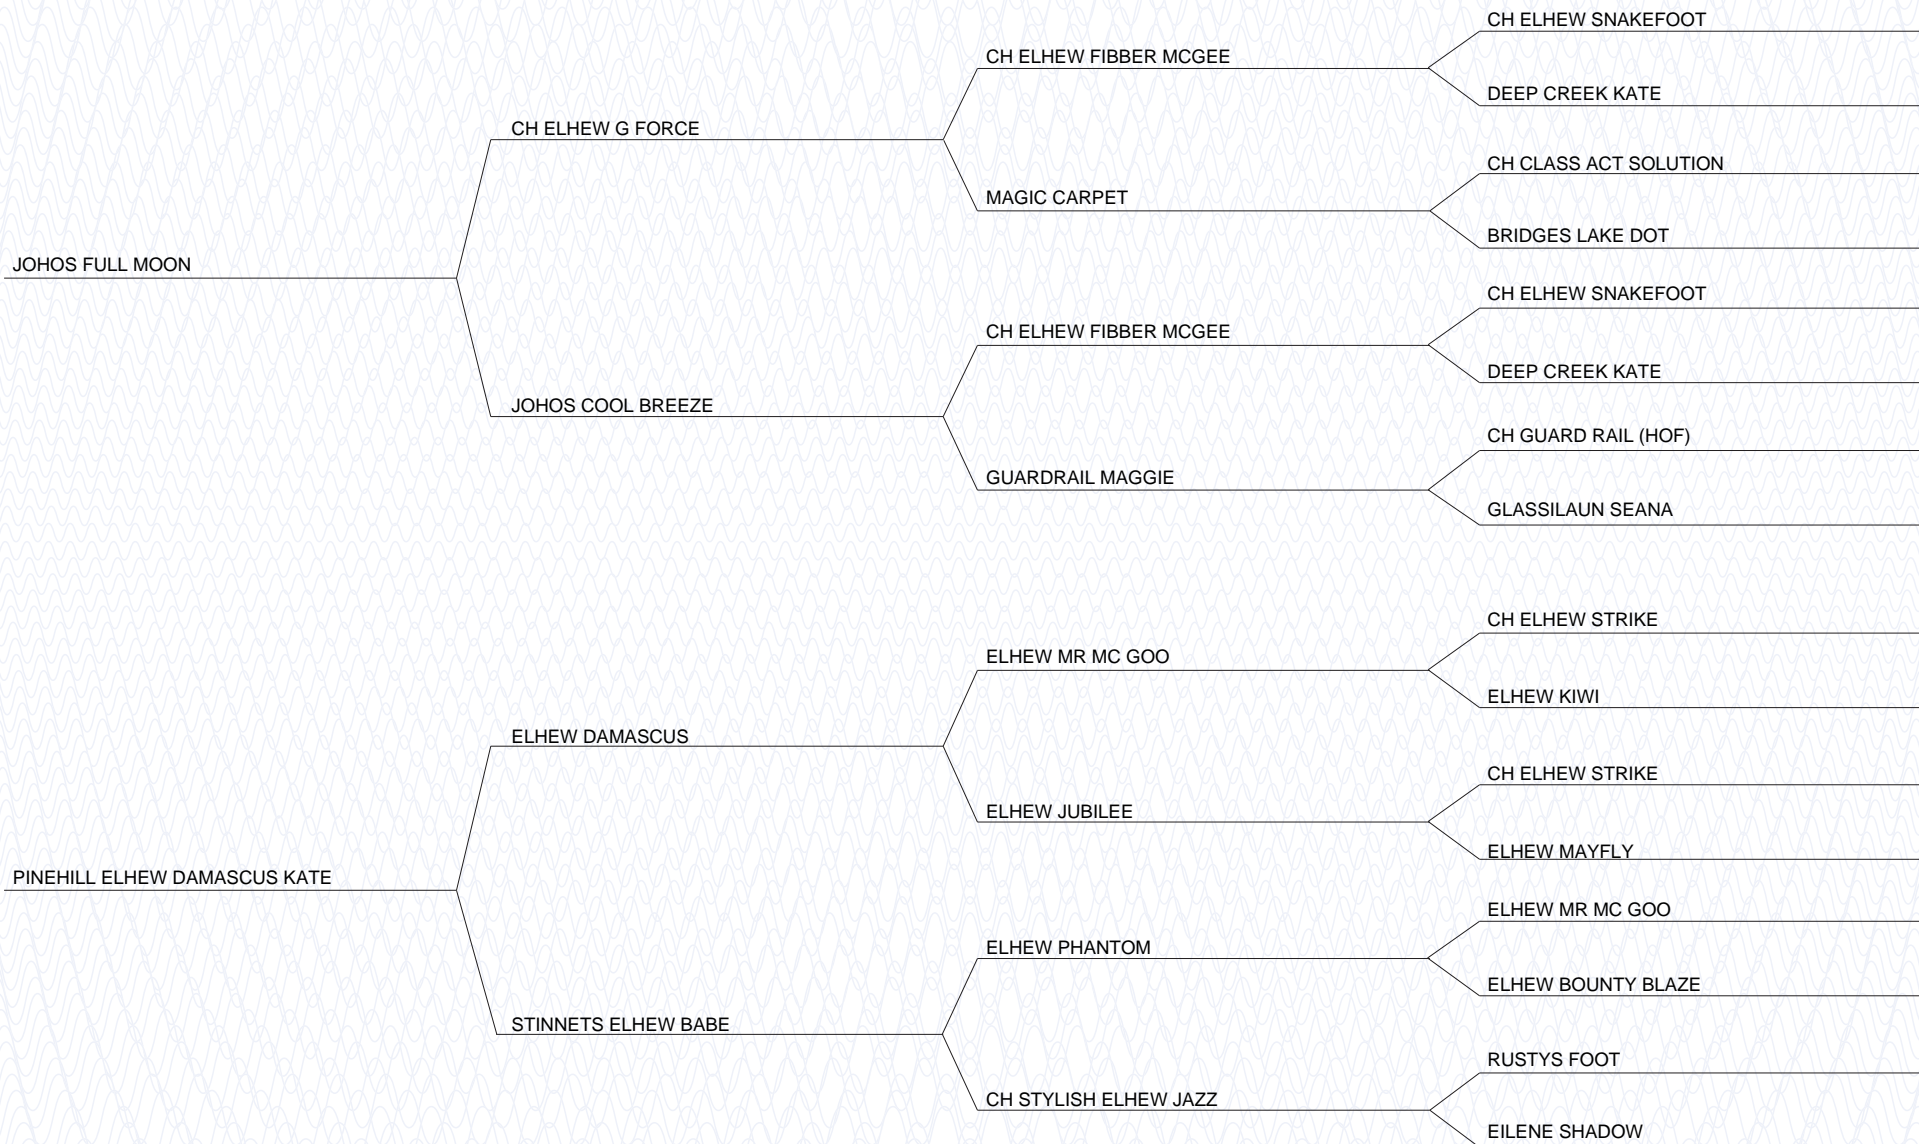 CH ELHEW SNAKEFOOT
CH ELHEW FIBBER MCGEE
DEEP CREEK KATE
CH ELHEW G FORCE
CH CLASS ACT SOLUTION
MAGIC CARPET
BRIDGES LAKE DOT
JOHOS FULL MOON
CH ELHEW SNAKEFOOT
CH ELHEW FIBBER MCGEE
DEEP CREEK KATE
JOHOS COOL BREEZE
CH GUARD RAIL (HOF)
GUARDRAIL MAGGIE
GLASSILAUN SEANA
CH ELHEW STRIKE
ELHEW MR MC GOO
ELHEW KIWI
ELHEW DAMASCUS
CH ELHEW STRIKE
ELHEW JUBILEE
ELHEW MAYFLY
PINEHILL ELHEW DAMASCUS KATE
ELHEW MR MC GOO
ELHEW PHANTOM
ELHEW BOUNTY BLAZE
STINNETS ELHEW BABE
RUSTYS FOOT
CH STYLISH ELHEW JAZZ
EILENE SHADOW